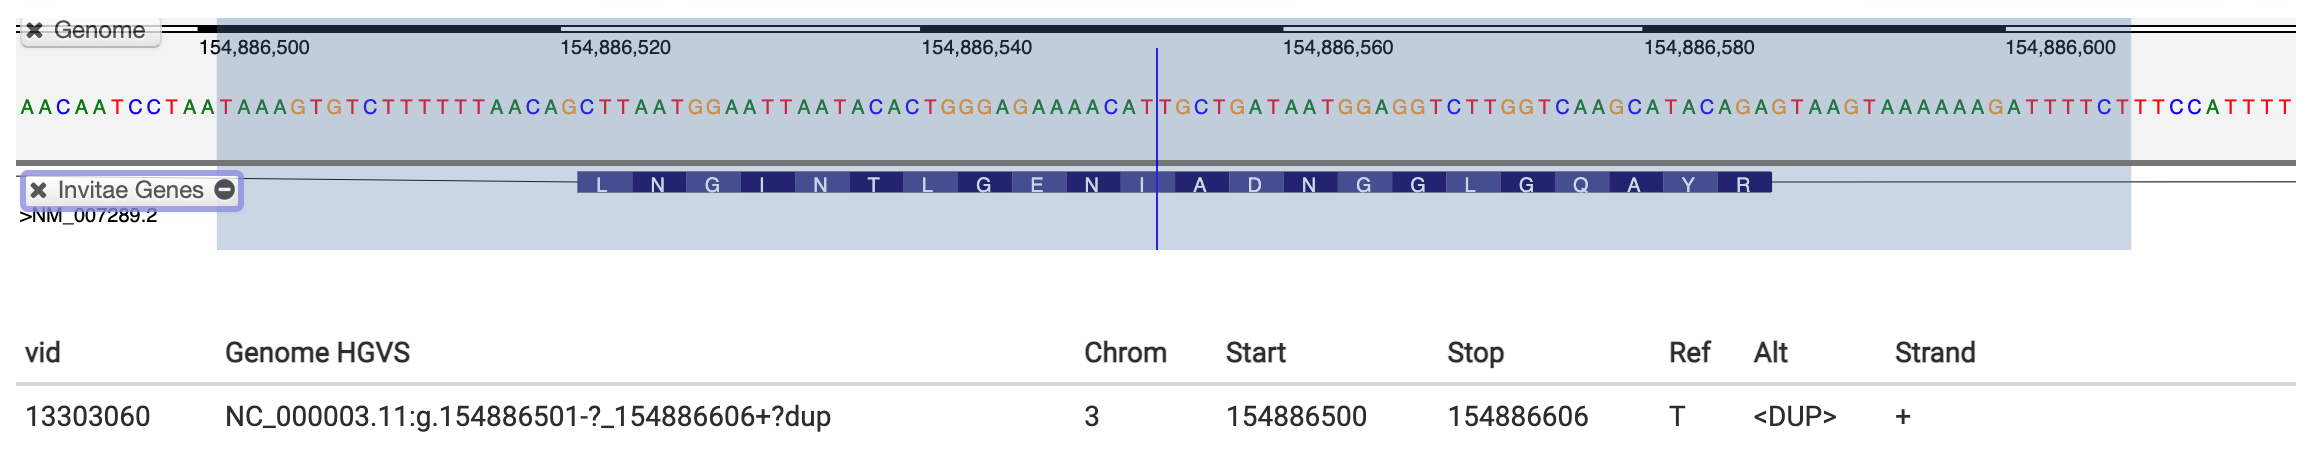 Genome
154,886,500 154,886,520 154,886,540 154,886,560 154,886,580 154,886,600
AACAATCCTAATAAAGTGTCTTTTTTAACAGCTTAATGGAATTAATACACTGGGAGAAAACATTGCTGATAATGGAGGTCTTGGTCAAGCATACAGAGTAAGTAAAAAAGATTTTCTTTCCATTTT
Invitae Genes L N G I N T L G E N I A D N G G L G Q A Y R
>NM_007289.2
vid Genome HGVS Chrom Start Stop Ref Alt Strand
13303060 NC_000003.11:g.154886501-?_154886606+?dup 3 154886500 154886606 T <DUP> +